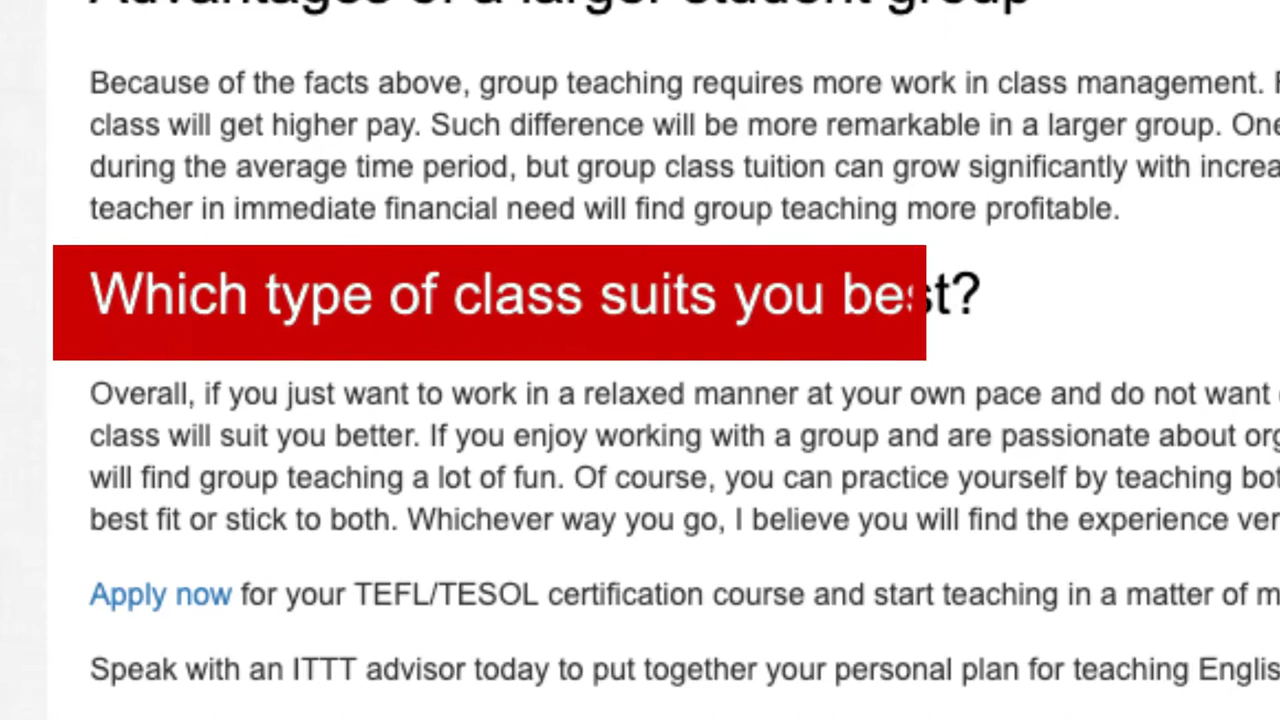 Advantages of a larger student group
Because of the facts above, group teaching requires more work in class management.
class will get higher pay. Such difference will be more remarkable in a larger group. One
during the average time period, but group class tuition can grow significantly with
teacher in immediate financial need will find group teaching more profitable.
Which type of class suits you best?
Overall, if you just want to work in a relaxed manner at your own pace and do not want
class will suit you better. If you enjoy working with a group and are passionate about
will find group teaching a lot of fun. Of course, you can practice yourself by teaching
best fit or stick to both. Whichever way you go, I believe you will find the experience
Apply now for your TEFL/TESOL certification course and start teaching in a matter of
Speak with an ITTT advisor today to put together your personal plan for teaching